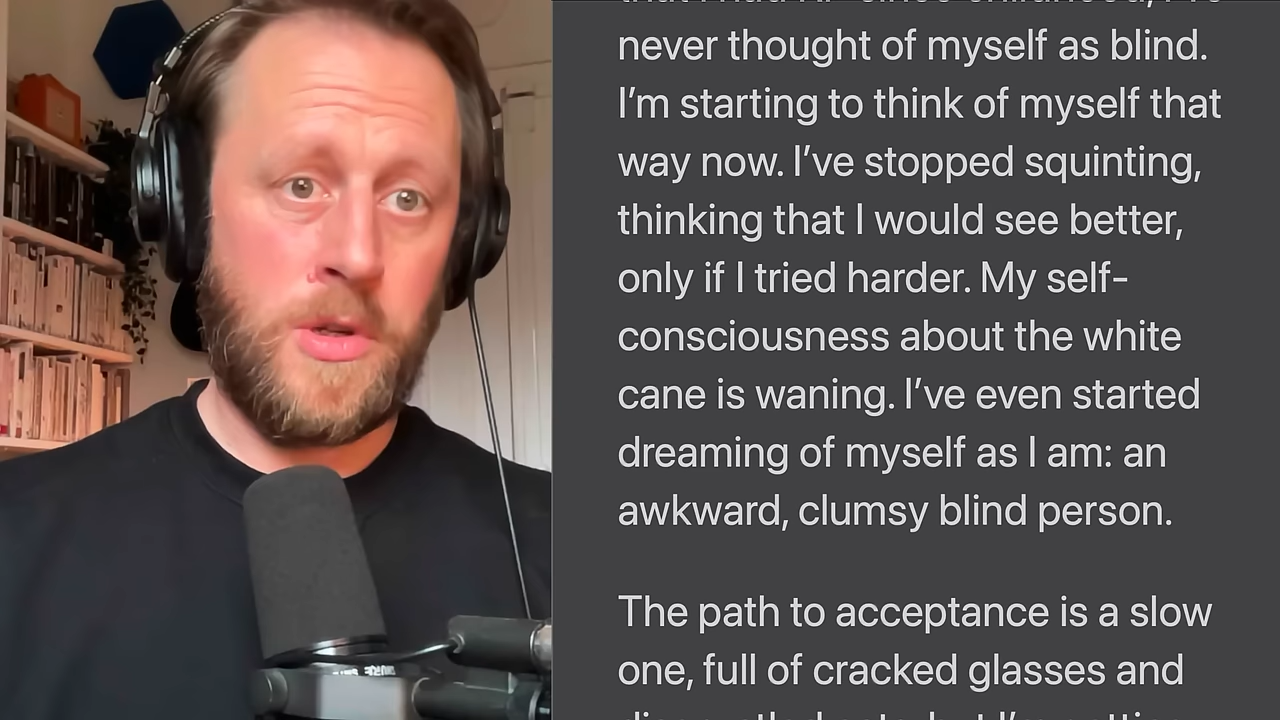 never thought of myself as blind.
I’m starting to think of myself that
way now. I’ve stopped squinting,
thinking that I would see better,
only if I tried harder. My self-
consciousness about the white
cane is waning. I’ve even started
dreaming of myself as I am: an
awkward, clumsy blind person.
The path to acceptance is a slow
one, full of cracked glasses and